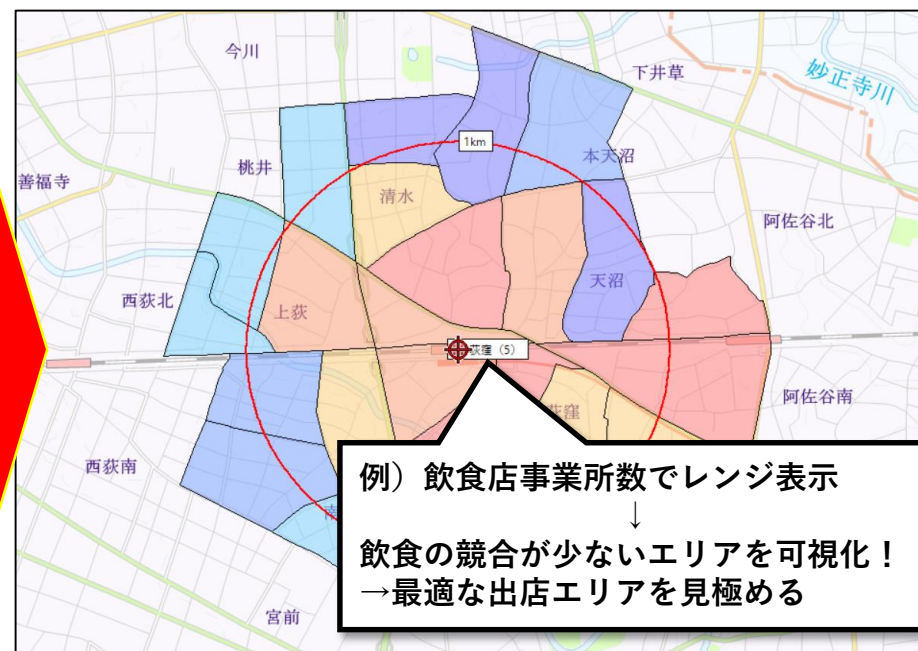 今川
下井草
妙正寺川
1km
本天沼
桃井
善福寺
清水
阿佐谷北
西荻北
上荻
天沼
荻窪（5）
阿佐谷南
荻窪
西荻南
南
宮前
例）飲食店事業所数でレンジ表示
↓
飲食の競合が少ないエリアを可視化！
→最適な出店エリアを見極める